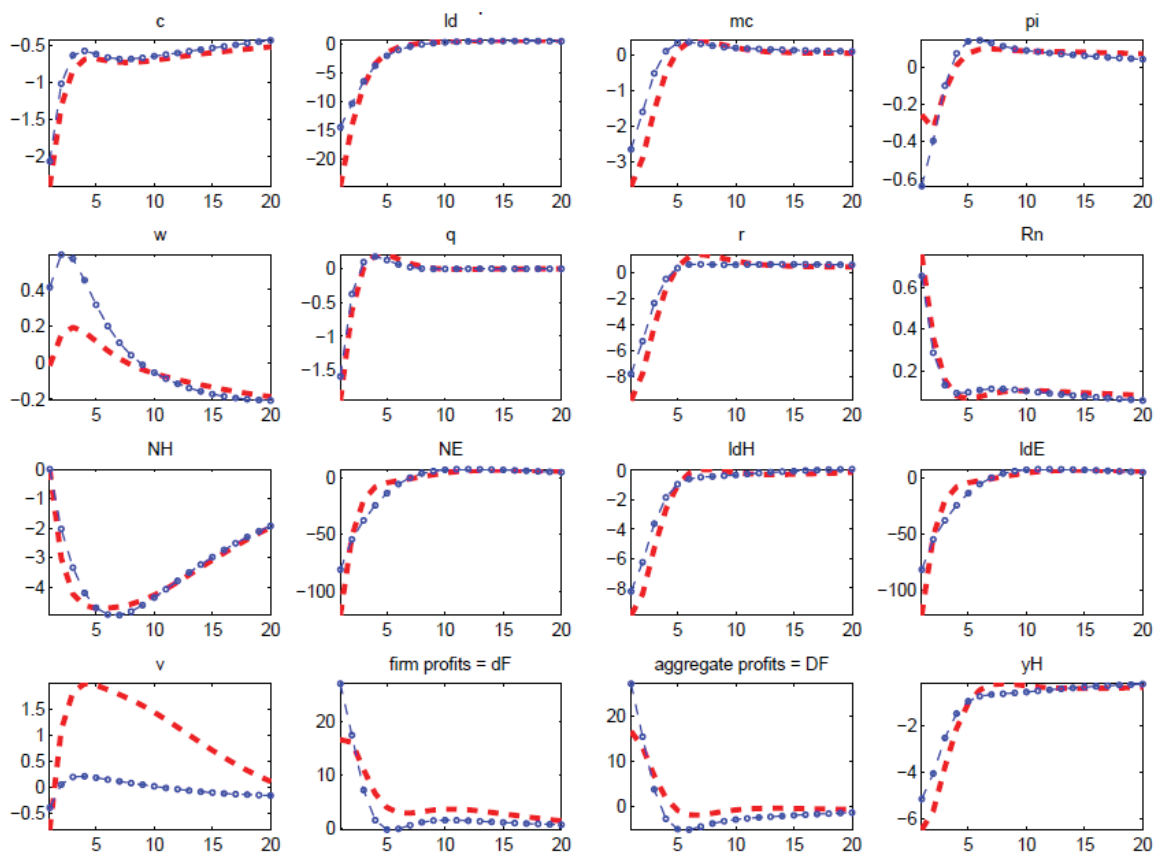 c ld mc pi
−0.5 −1 −1.5 −2
0 −5 −10 −15 −20
0 −1 −2 −3
0 −0.2 −0.4 −0.6
5 10 15 20 5 10 15 20 5 10 15 20 5 10 15 20
w q r Rn
0.4 0.2 0 −0.2
0 −0.5 −1 −1.5
0 −2 −4 −6 −8
0.6 0.4 0.2
5 10 15 20 5 10 15 20 5 10 15 20 5 10 15 20
NH NE ldH ldE
0 −1 −2 −3 −4
0 −50 −100
0 −2 −4 −6 −8
0 −50 −100
5 10 15 20 5 10 15 20 5 10 15 20 5 10 15 20
v firm profits = dF aggregate profits = DF yH
1.5 1 0.5 0 −0.5
20 10 0
20 10 0
−2 −4 −6
5 10 15 20 5 10 15 20 5 10 15 20 5 10 15 20